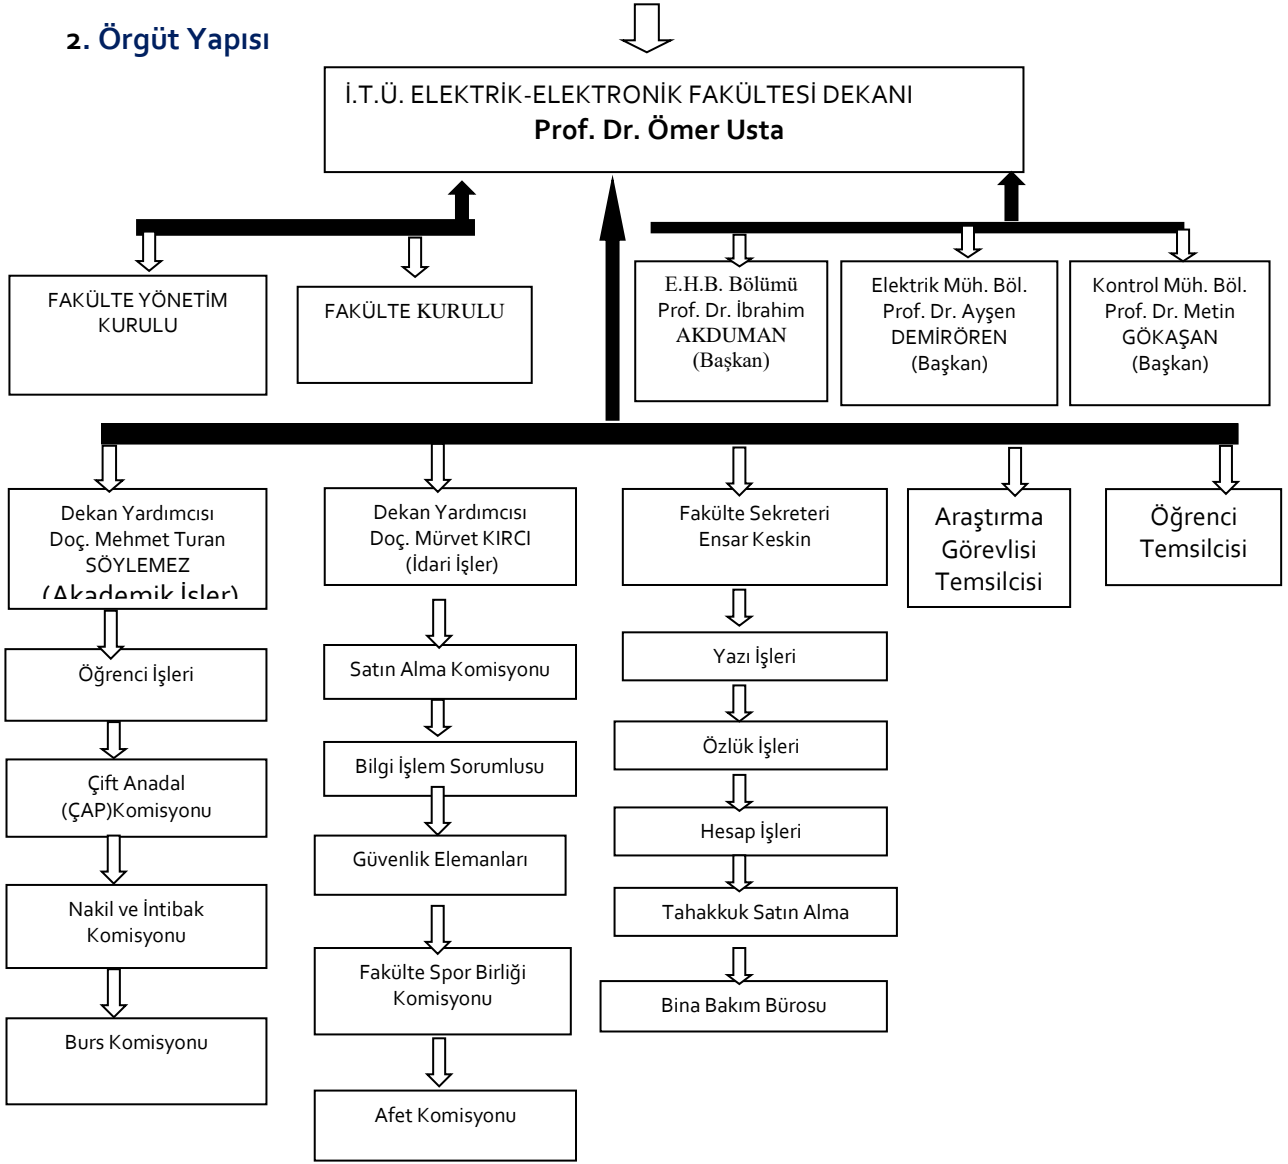 2. Örgüt Yapısı
İ.T.Ü. ELEKTRİK-ELEKTRONİK FAKÜLTESİ DEKANI
Prof. Dr. Ömer Usta
FAKÜLTE YÖNETİM
KURULU
FAKÜLTE KURULU
E.H.B. Bölümü
Prof. Dr. İbrahim
AKDUMAN
(Başkan)
Elektrik Müh. Böl.
Prof. Dr. Ayşen
DEMİRÖREN
(Başkan)
Kontrol Müh. Böl.
Prof. Dr. Metin
GÖKAŞAN
(Başkan)
Dekan Yardımcısı
Doç. Mehmet Turan
SÖYLEMEZ
(Akademik İşler)
Dekan Yardımcısı
Doç. Mürvet KIRCI
(İdari İşler)
Fakülte Sekreteri
Ensar Keskin
Araştırma
Görevlisi
Temsilcisi
Öğrenci
Temsilcisi
Öğrenci İşleri
Çift Anadal
(ÇAP)Komisyonu
Nakil ve İntibak
Komisyonu
Burs Komisyonu
Satın Alma Komisyonu
Bilgi İşlem Sorumlusu
Güvenlik Elemanları
Fakülte Spor Birliği
Komisyonu
Afet Komisyonu
Yazı İşleri
Özlük İşleri
Hesap İşleri
Tahakkuk Satın Alma
Bina Bakım Bürosu